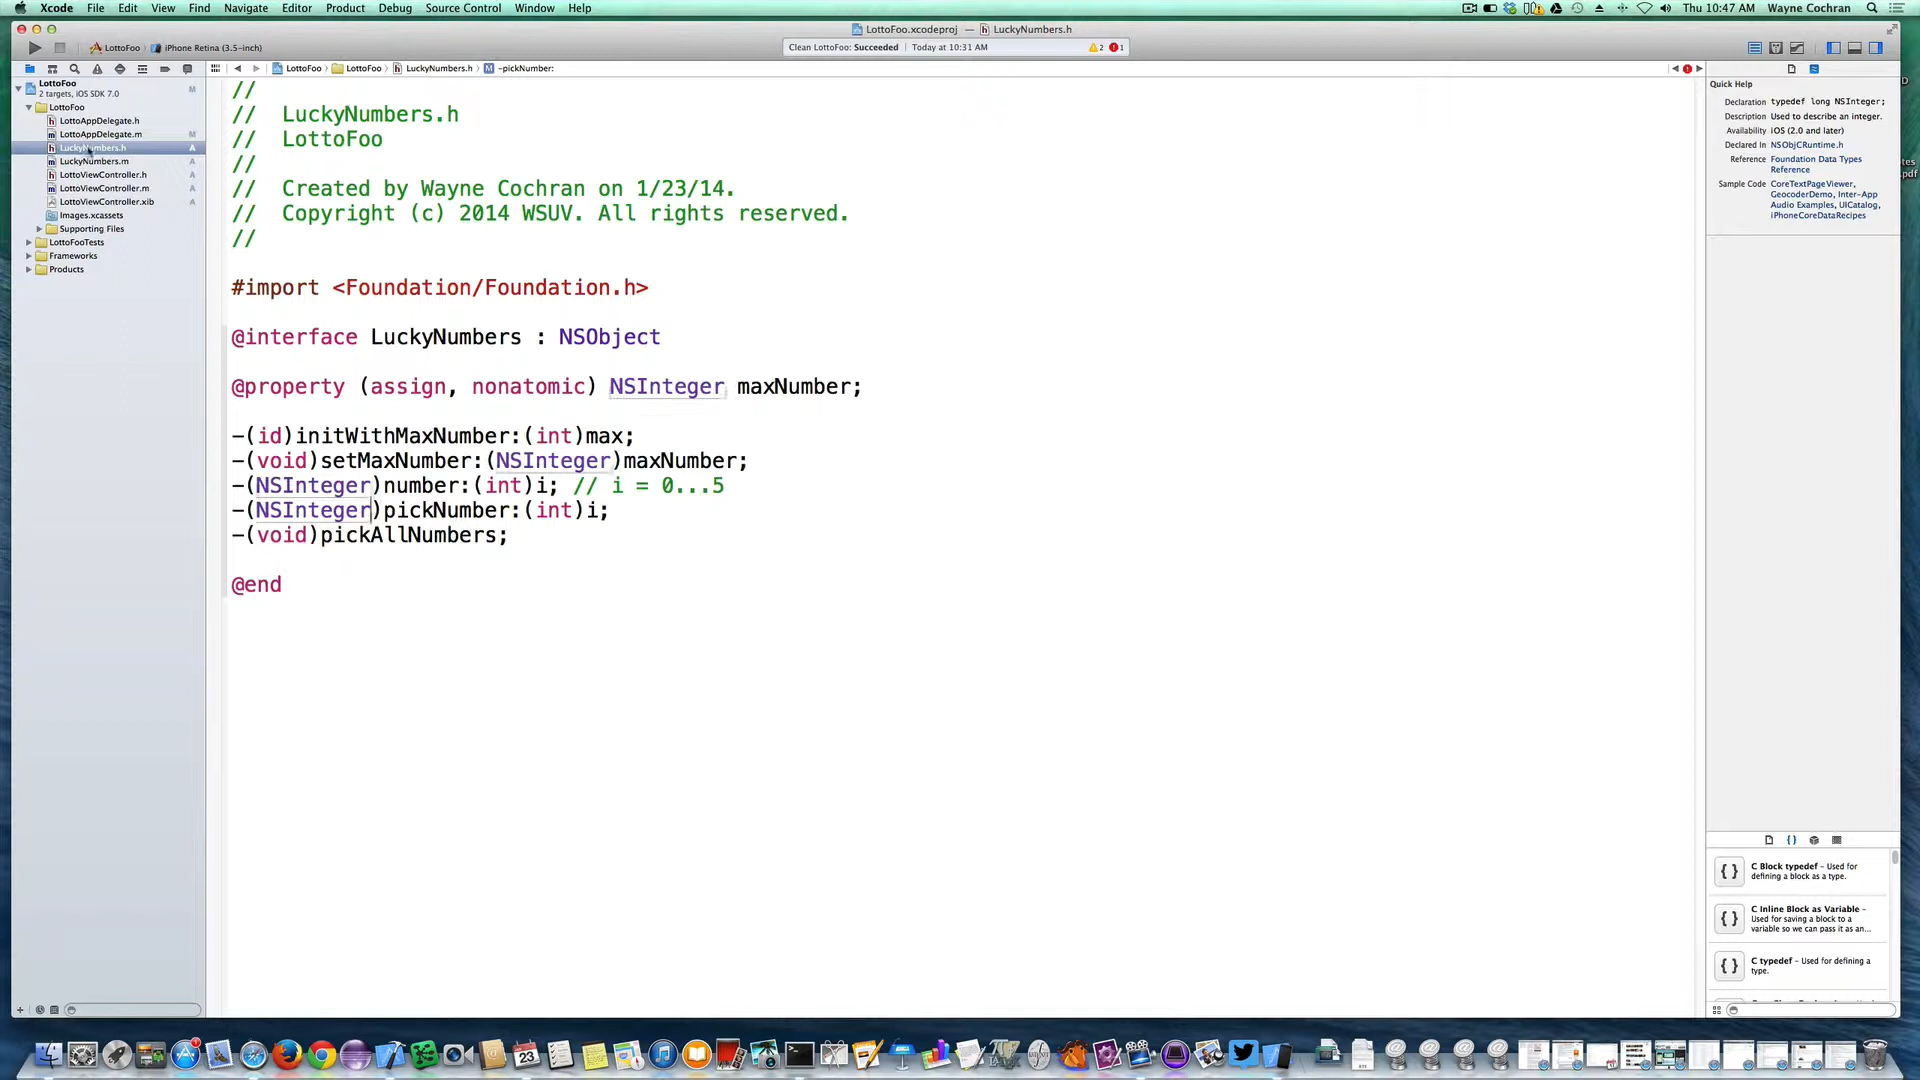 Xcode File Edit View Find Navigate Editor Product Debug Source Control Window Help
Thu 10:47 AM Wayne Cochran
LottoFoo.xcodeproj — LuckyNumbers.h
LottoFoo iPhone Retina (3.5-inch)
Clean LottoFoo: Succeeded Today at 10:31 AM 2 1
LottoFoo LottoFoo LuckyNumbers.h M -pickNumber:
LottoFoo M
2 targets, iOS SDK 7.0
LottoFoo
LottoAppDelegate.h
LottoAppDelegate.m M
LuckyNumbers.h A
LuckyNumbers.m A
LottoViewController.h A
LottoViewController.m A
LottoViewController.xib A
Images.xcassets
Supporting Files
LottoFooTests
Frameworks
Products
//
// LuckyNumbers.h
// LottoFoo
//
// Created by Wayne Cochran on 1/23/14.
// Copyright (c) 2014 WSUV. All rights reserved.
//
#import <Foundation/Foundation.h>
@interface LuckyNumbers : NSObject
@property (assign, nonatomic) NSInteger maxNumber;
-(id)initWithMaxNumber:(int)max;
-(void)setMaxNumber:(NSInteger)maxNumber;
-(NSInteger)number:(int)i; // i = 0...5
-(NSInteger)pickNumber:(int)i;
-(void)pickAllNumbers;
@end
Quick Help
Declaration typedef long NSInteger;
Description Used to describe an integer.
Availability iOS (2.0 and later)
Declared In NSObjCRuntime.h
Reference Foundation Data Types
Reference
Sample Code CoreTextPageViewer,
GeocoderDemo, Inter-App
Audio Examples, UICatalog,
iPhoneCoreDataRecipes
{ } C Block typedef – Used for
defining a block as a type.
{ } C Inline Block as Variable –
Used for saving a block to a
variable so we can pass it as an...
{ } C typedef – Used for defining a
type.
23